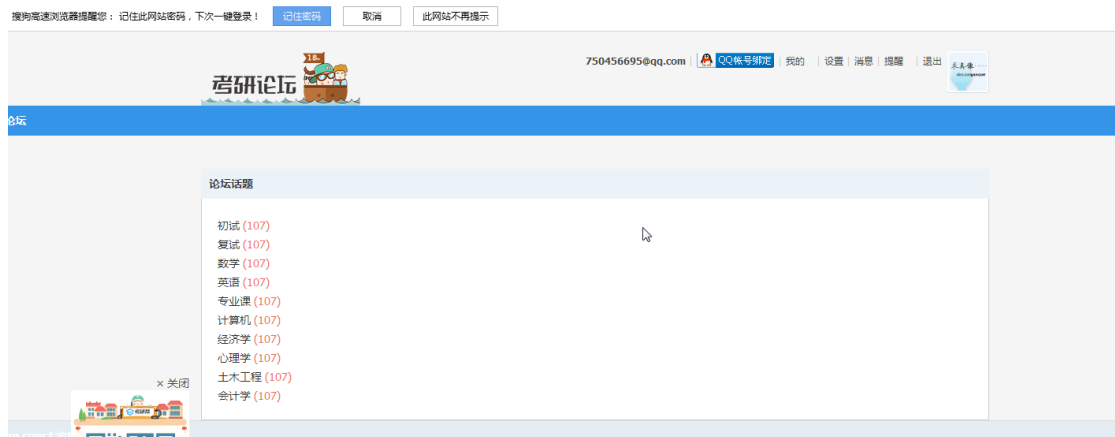 搜狗高速浏览器提醒您： 记住此网站密码，下次一键登录！ 记住密码 取消 此网站不再提示
考研论坛 18
750456695@qq.com QQ帐号绑定 我的 设置 消息 提醒 退出
论坛
论坛话题
初试 (107)
复试 (107)
数学 (107)
英语 (107)
专业课 (107)
计算机 (107)
经济学 (107)
心理学 (107)
土木工程 (107)
会计学 (107)
× 关闭
考研帮